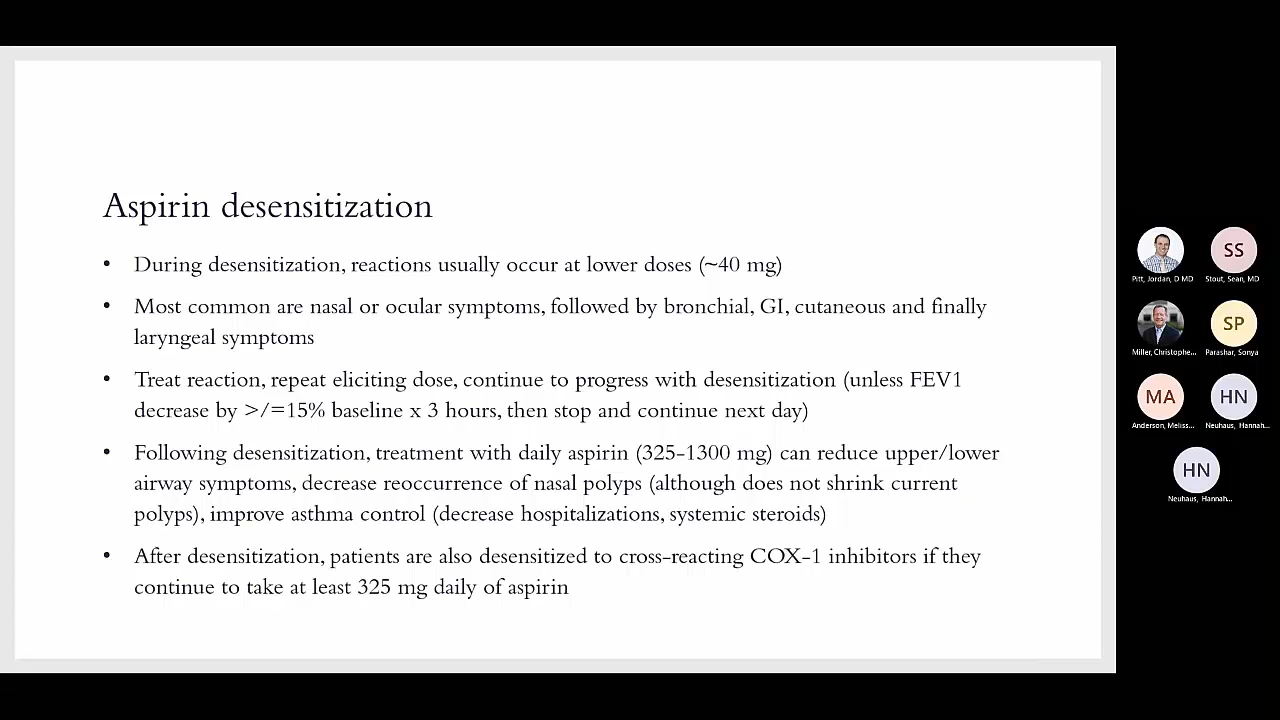 Aspirin desensitization
• During desensitization, reactions usually occur at lower doses (~40 mg)
• Most common are nasal or ocular symptoms, followed by bronchial, GI, cutaneous and finally
laryngeal symptoms
• Treat reaction, repeat eliciting dose, continue to progress with desensitization (unless FEV1
decrease by >/=15% baseline x 3 hours, then stop and continue next day)
• Following desensitization, treatment with daily aspirin (325-1300 mg) can reduce upper/lower
airway symptoms, decrease reoccurrence of nasal polyps (although does not shrink current
polyps), improve asthma control (decrease hospitalizations, systemic steroids)
• After desensitization, patients are also desensitized to cross-reacting COX-1 inhibitors if they
continue to take at least 325 mg daily of aspirin
Pitt, Jordan, D MD
SS
Stout, Sean, MD
Miller, Christophe...
SP
Parashar, Sonya
MA
Anderson, Meliss...
HN
Neuhaus, Hannah...
HN
Neuhaus, Hannah...